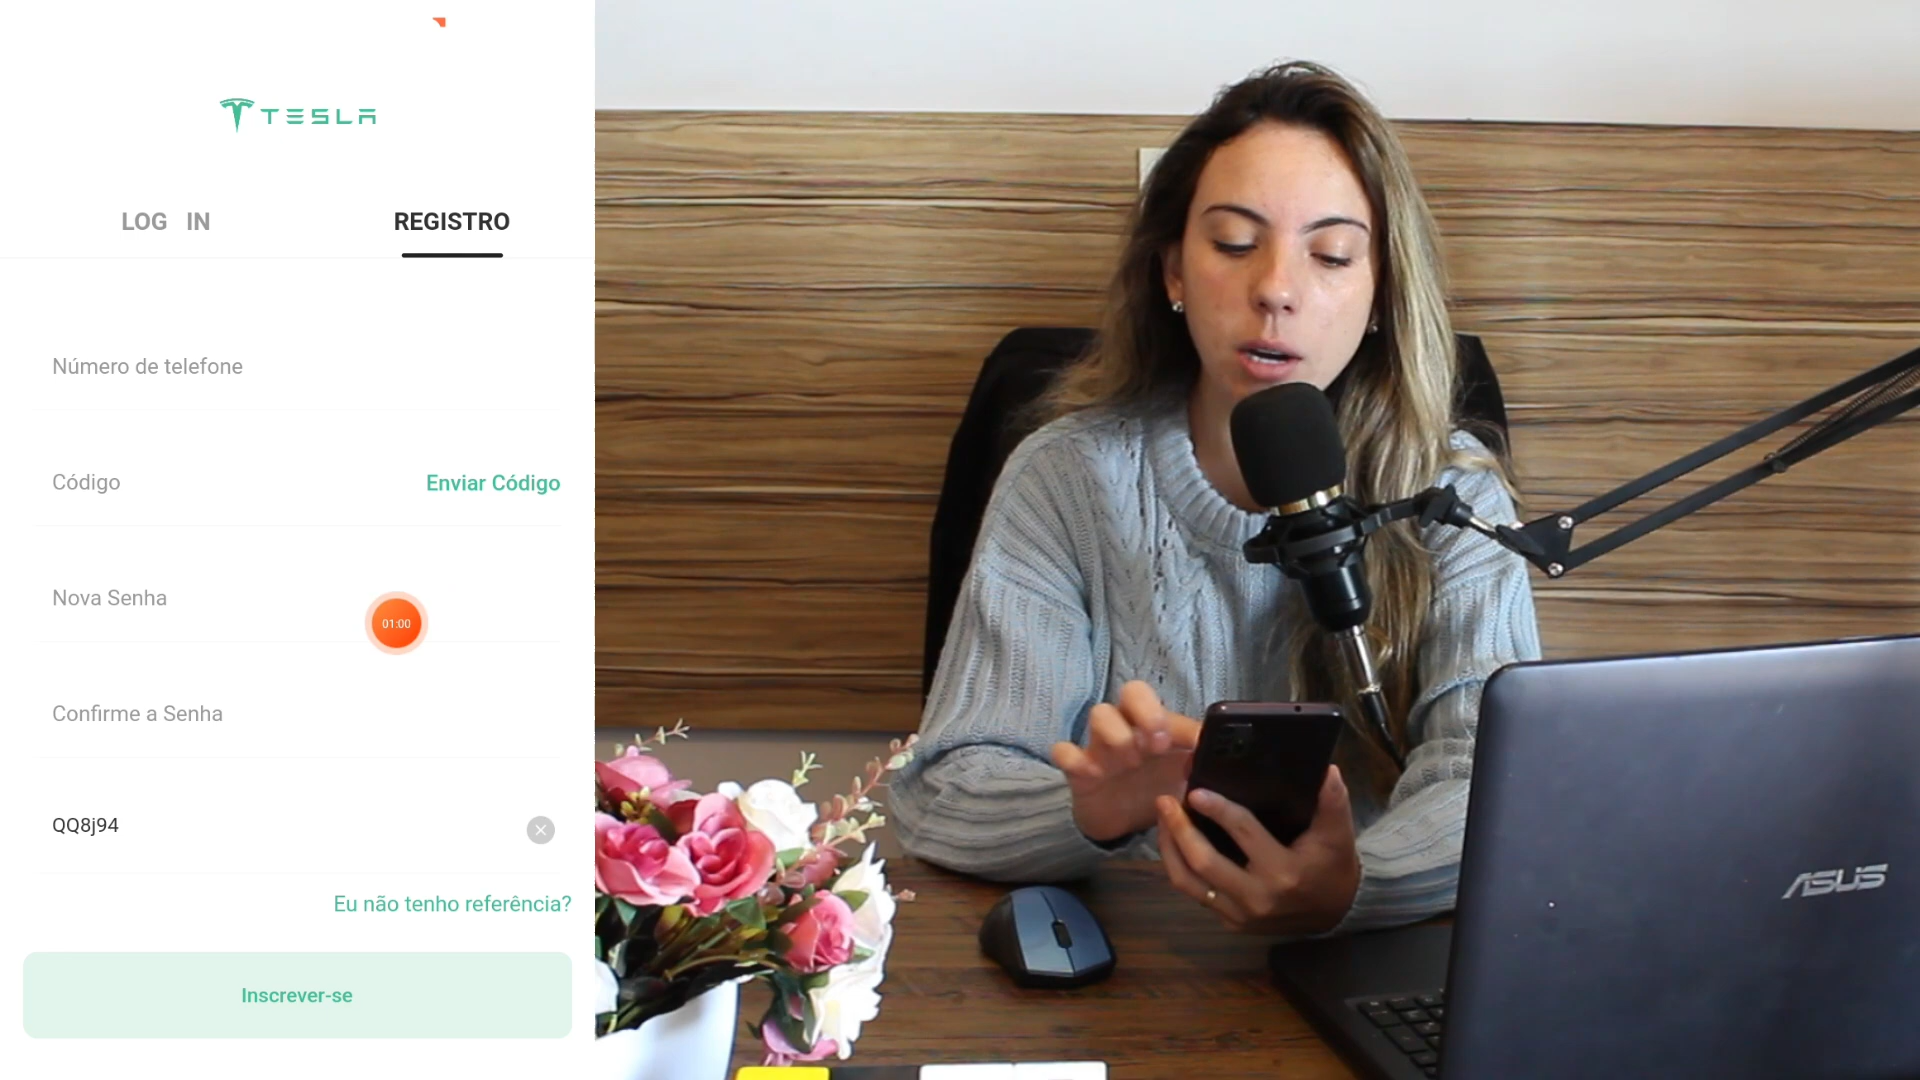 TESLA
LOG IN
REGISTRO
Número de telefone
Código
Enviar Código
Nova Senha
01:00
Confirme a Senha
QQ8j94
Eu não tenho referência?
Inscrever-se
ASUS